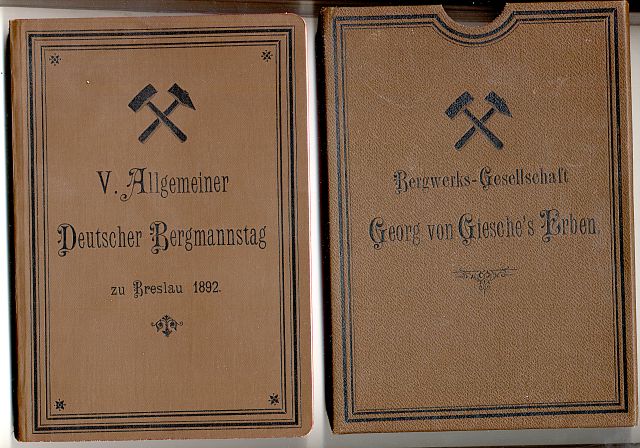 V. Allgemeiner
Deutscher Bergmannstag
zu Breslau 1892.
Bergwerks-Gesellschaft
Georg von Giesche's Erben.